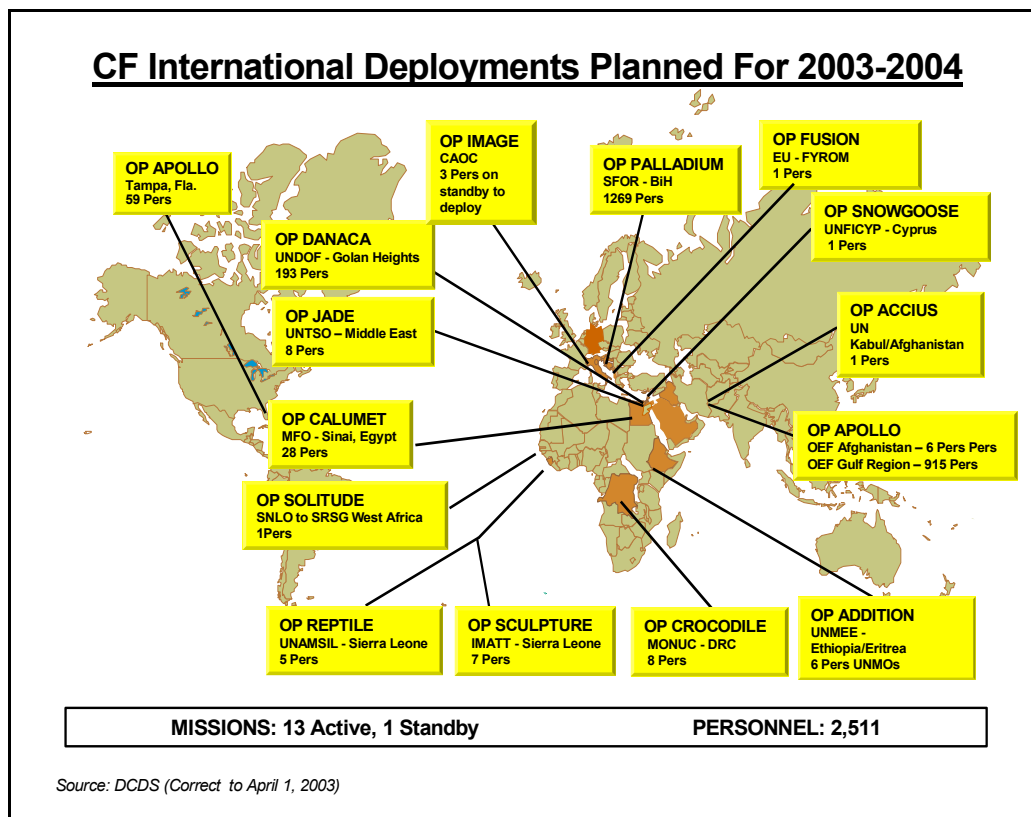 CF International Deployments Planned For 2003-2004
OP APOLLO
Tampa, Fla.
59 Pers
OP IMAGE
CAOC
3 Pers on
standby to
deploy
OP PALLADIUM
SFOR - BiH
1269 Pers
OP FUSION
EU - FYROM
1 Pers
OP SNOWGOOSE
UNFICYP - Cyprus
1 Pers
OP DANACA
UNDOF - Golan Heights
193 Pers
OP JADE
UNTSO – Middle East
8 Pers
OP ACCIUS
UN
Kabul/Afghanistan
1 Pers
OP CALUMET
MFO - Sinai, Egypt
28 Pers
OP APOLLO
OEF Afghanistan – 6 Pers Pers
OEF Gulf Region – 915 Pers
OP SOLITUDE
SNLO to SRSG West Africa
1Pers
OP REPTILE
UNAMSIL - Sierra Leone
5 Pers
OP SCULPTURE
IMATT - Sierra Leone
7 Pers
OP CROCODILE
MONUC - DRC
8 Pers
OP ADDITION
UNMEE -
Ethiopia/Eritrea
6 Pers UNMOs
MISSIONS: 13 Active, 1 Standby PERSONNEL: 2,511
Source: DCDS (Correct to April 1, 2003)